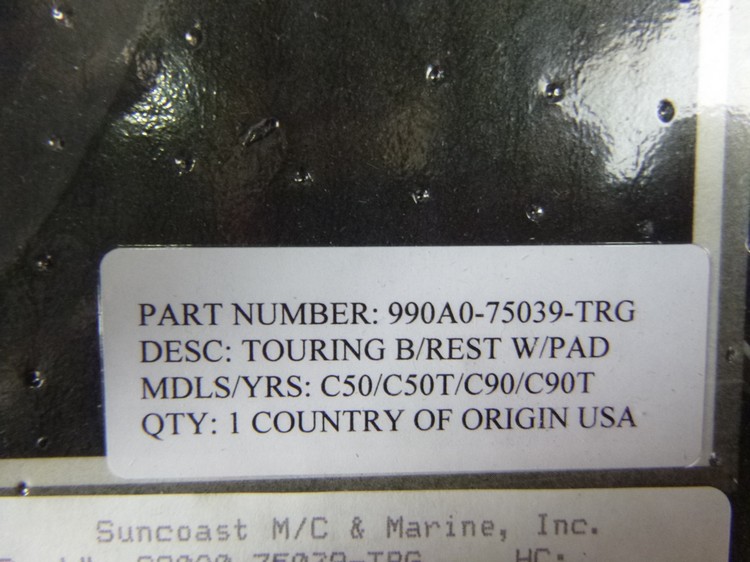 PART NUMBER: 990A0-75039-TRG
DESC: TOURING B/REST W/PAD
MDLS/YRS: C50/C50T/C90/C90T
QTY: 1 COUNTRY OF ORIGIN USA
Suncoast M/C & Marine, Inc.
HC: